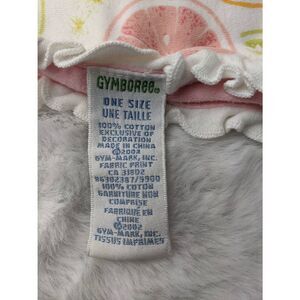 GYMBOREE
ONE SIZE
UNE TAILLE
100% COTTON
EXCLUSIVE OF
DECORATION
MADE IN CHINA
GYM-MARK, INC.
FABRIC PRINT
CA 31802
100% COTON
GARNITURE NON
COMPRISE
FABRIQUÉ EN
CHINE
©2002
GYM-MARK, INC.
TISSUS IMPRIMÉS